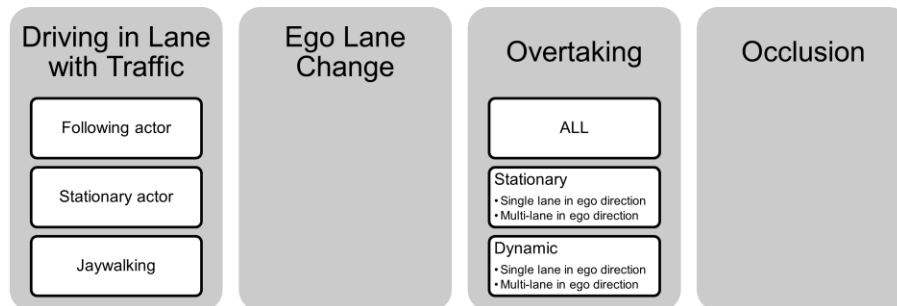 Driving in Lane
with Traffic
Following actor
Stationary actor
Jaywalking
Ego Lane
Change
Overtaking
ALL
Stationary
• Single lane in ego direction
• Multi-lane in ego direction
Dynamic
• Single lane in ego direction
• Multi-lane in ego direction
Occlusion